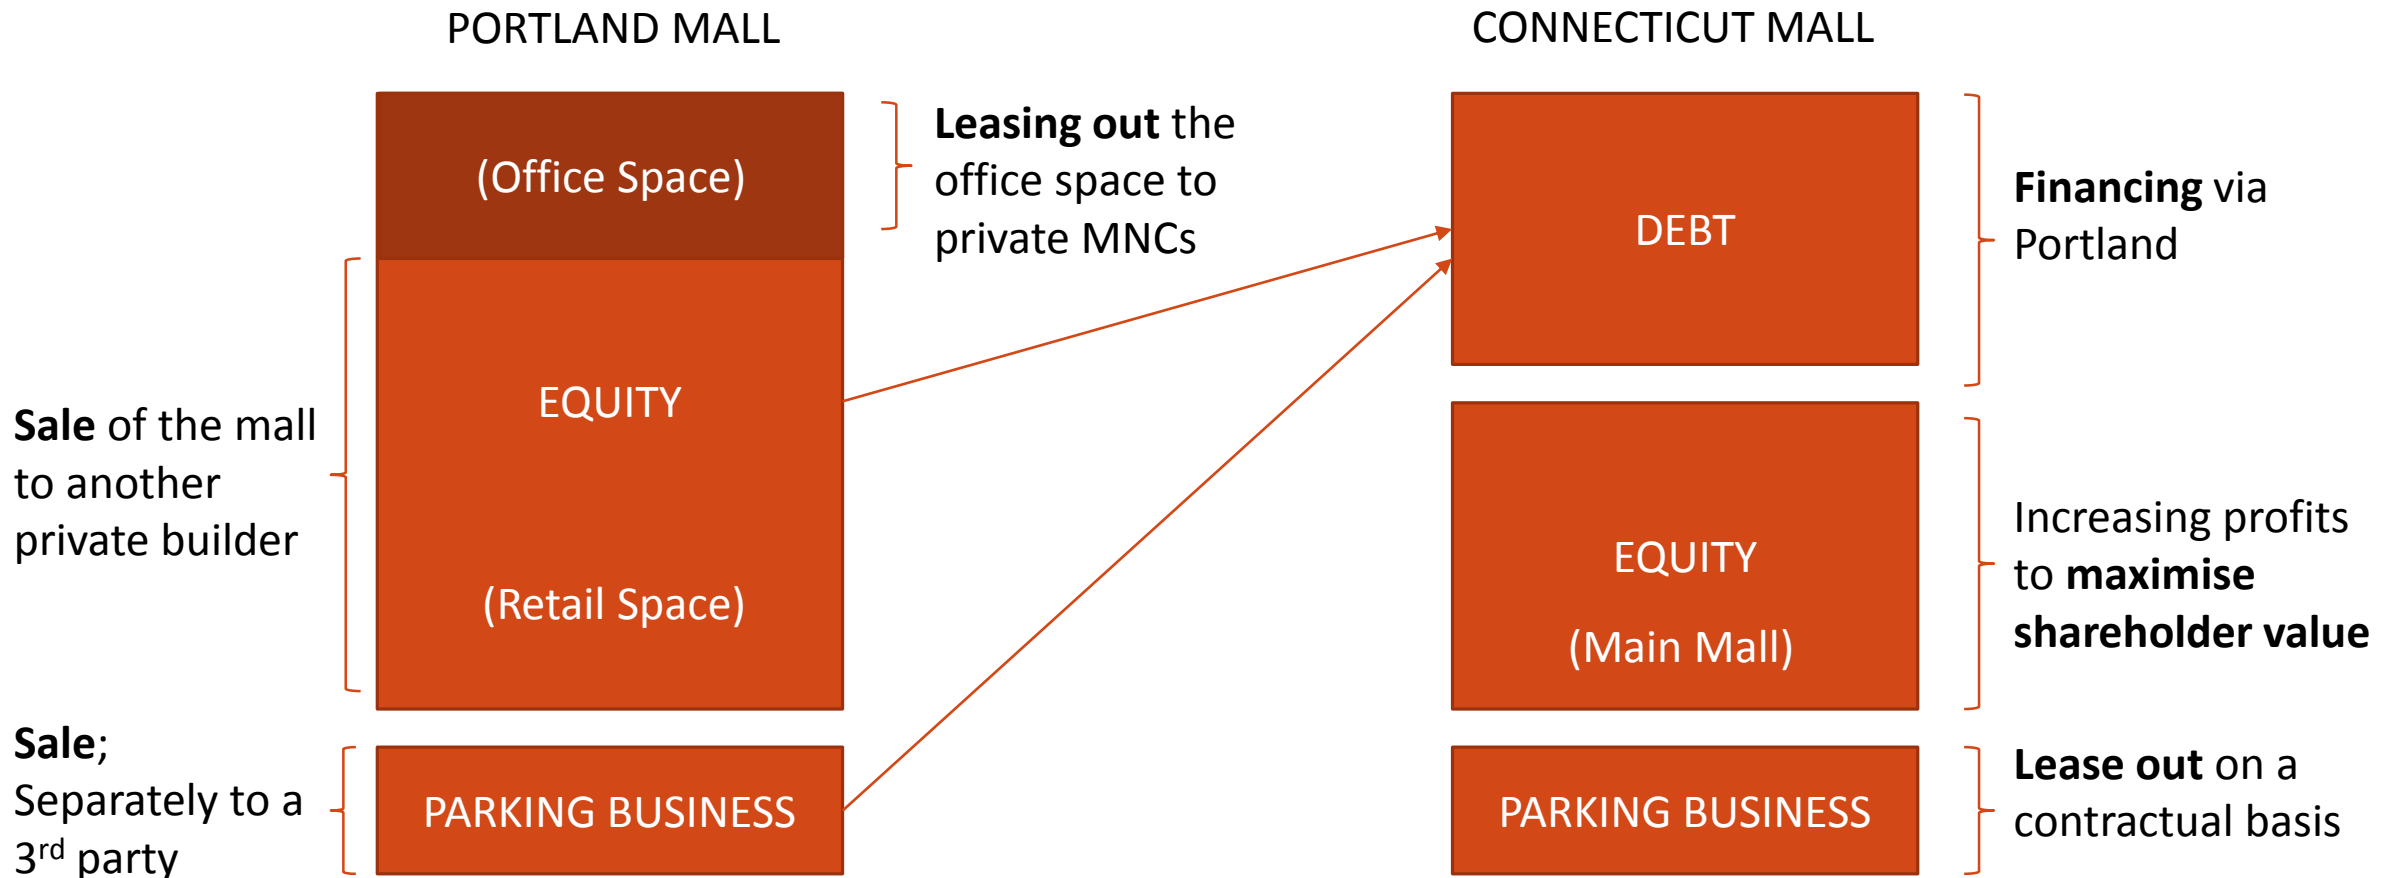 PORTLAND MALL
CONNECTICUT MALL
(Office Space)
Leasing out the
office space to
private MNCs
DEBT
Financing via
Portland
EQUITY
(Retail Space)
Sale of the mall
to another
private builder
EQUITY
(Main Mall)
Increasing profits
to maximise
shareholder value
Sale;
Separately to a
3rd party
PARKING BUSINESS
PARKING BUSINESS
Lease out on a
contractual basis